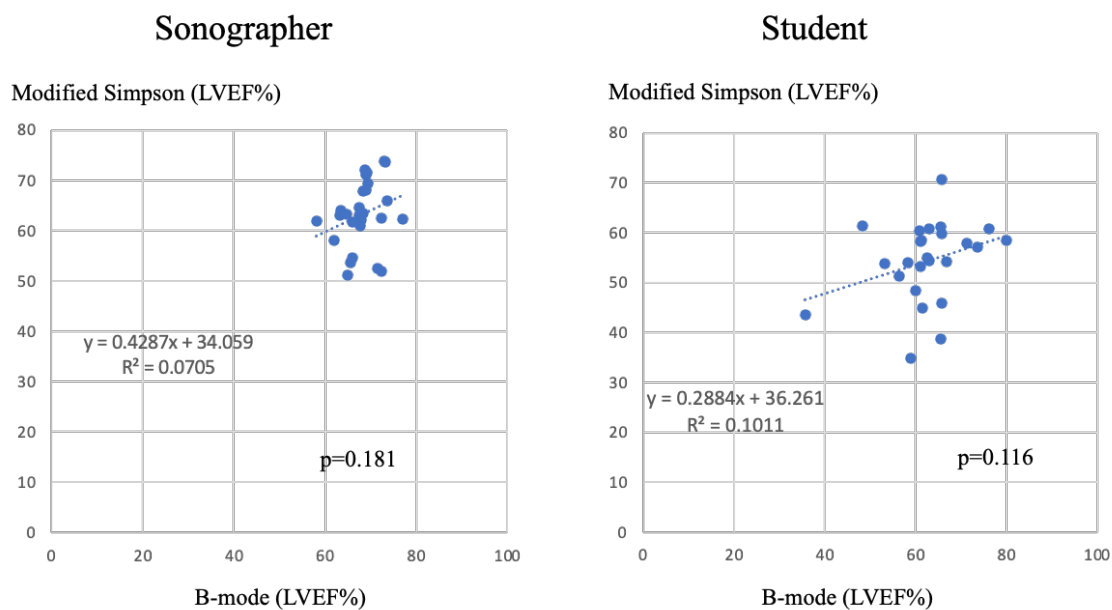 Sonographer
Modified Simpson (LVEF%)
80
70
60
50
40
30
20
10
0
y = 0.4287x + 34.059
R² = 0.0705
p=0.181
0 20 40 60 80 100
B-mode (LVEF%)
Student
Modified Simpson (LVEF%)
80
70
60
50
40
30
20
10
0
y = 0.2884x + 36.261
R² = 0.1011
p=0.116
0 20 40 60 80 100
B-mode (LVEF%)